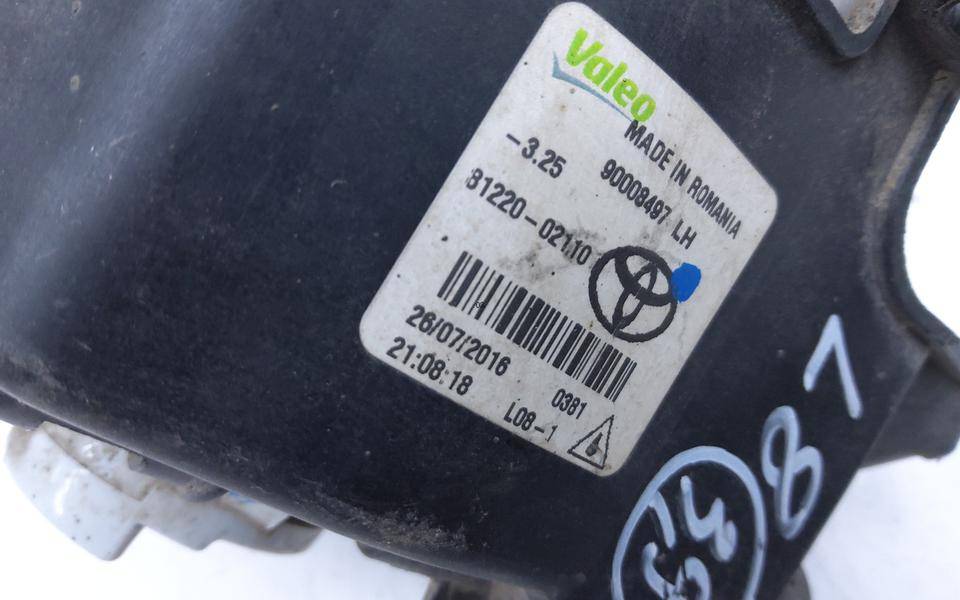 Valeo
MADE IN ROMANIA
-3.25 90008497 LH
81220-02110
26/07/2016 0381
21:08:18 L08-1
87